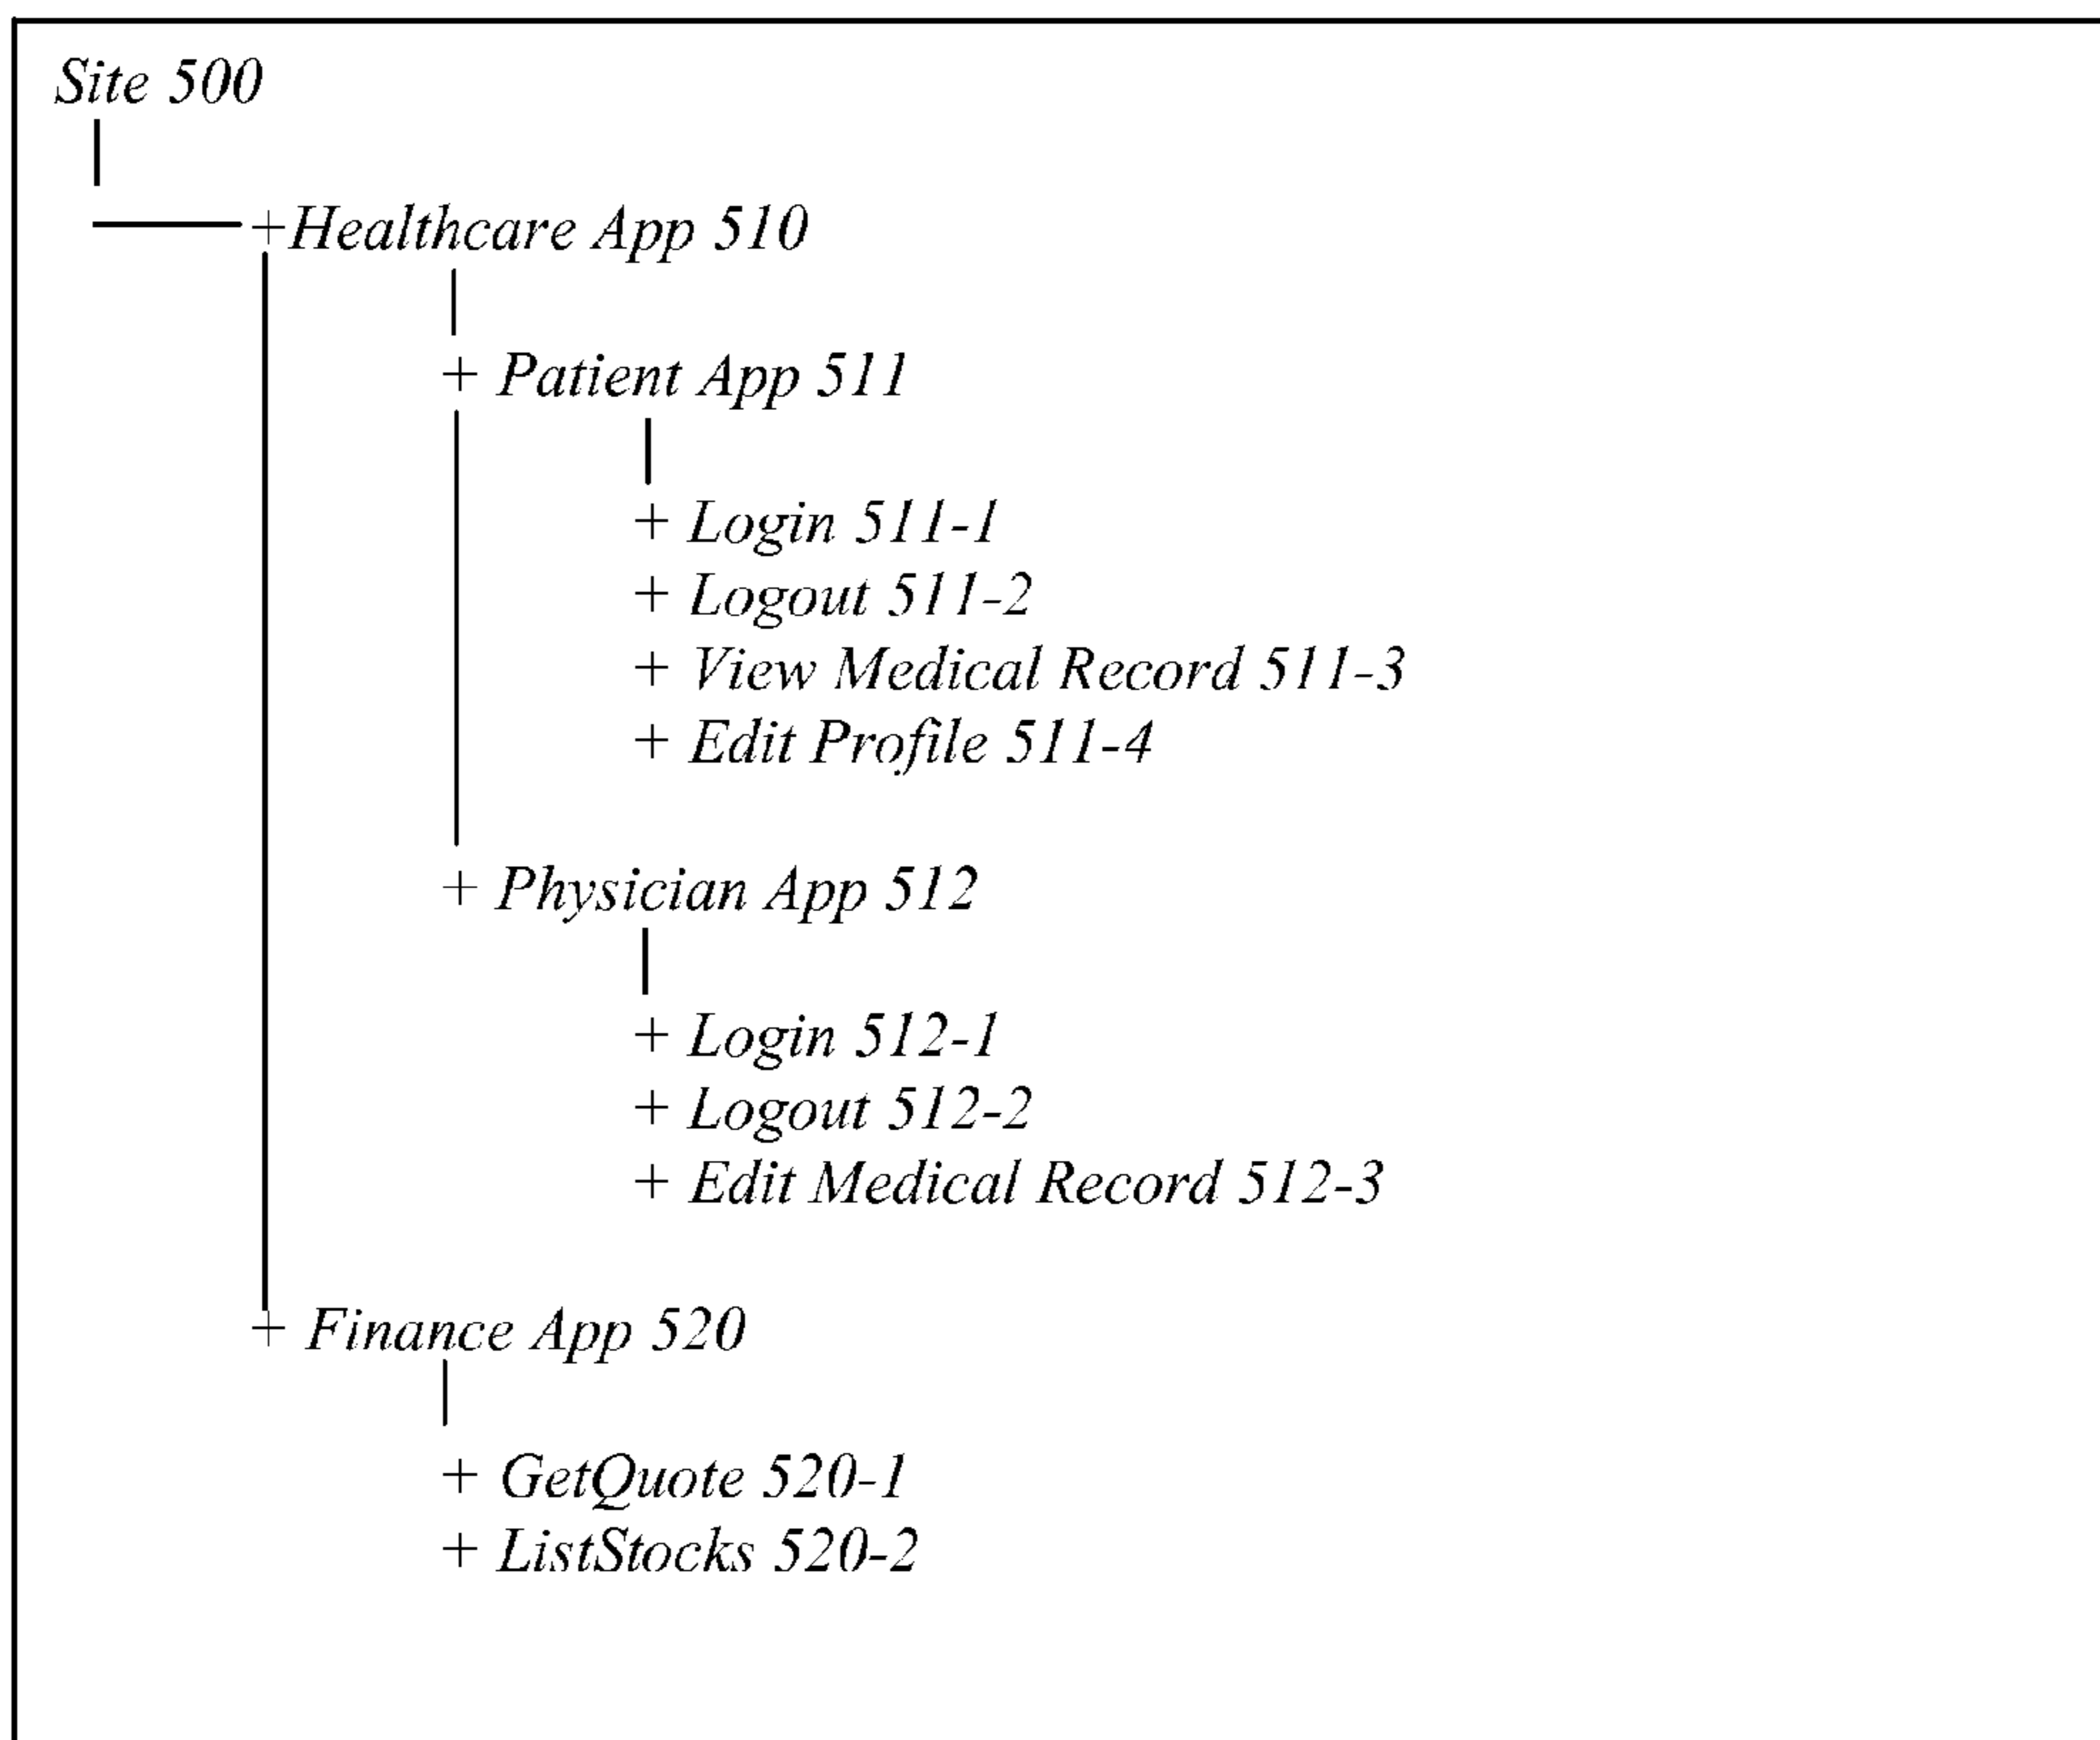 Site 500
+Healthcare App 510
+ Patient App 511
+ Login 511-1
+ Logout 511-2
+ View Medical Record 511-3
+ Edit Profile 511-4
+ Physician App 512
+ Login 512-1
+ Logout 512-2
+ Edit Medical Record 512-3
+ Finance App 520
+ GetQuote 520-1
+ ListStocks 520-2